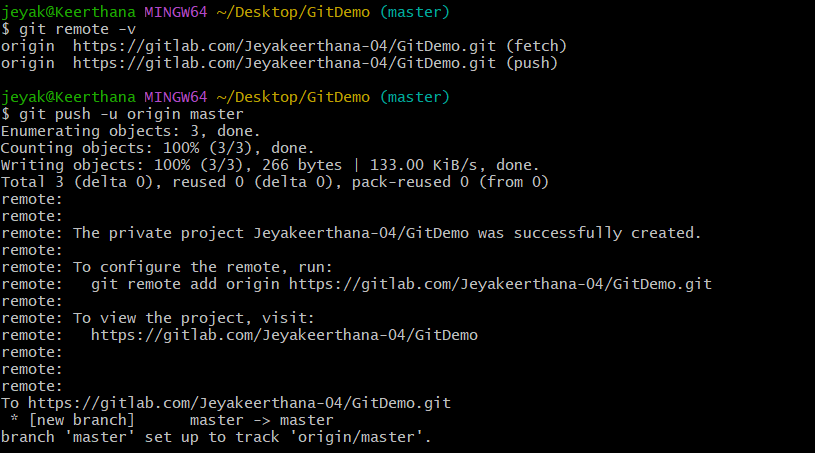 jeyak@Keerthana MINGW64 ~/Desktop/GitDemo (master)
$ git remote -v
origin  https://gitlab.com/Jeyakeerthana-04/GitDemo.git (fetch)
origin  https://gitlab.com/Jeyakeerthana-04/GitDemo.git (push)

jeyak@Keerthana MINGW64 ~/Desktop/GitDemo (master)
$ git push -u origin master
Enumerating objects: 3, done.
Counting objects: 100% (3/3), done.
Writing objects: 100% (3/3), 266 bytes | 133.00 KiB/s, done.
Total 3 (delta 0), reused 0 (delta 0), pack-reused 0 (from 0)
remote:
remote:
remote: The private project Jeyakeerthana-04/GitDemo was successfully created.
remote:
remote: To configure the remote, run:
remote:   git remote add origin https://gitlab.com/Jeyakeerthana-04/GitDemo.git
remote:
remote: To view the project, visit:
remote:   https://gitlab.com/Jeyakeerthana-04/GitDemo
remote:
remote:
remote:
To https://gitlab.com/Jeyakeerthana-04/GitDemo.git
 * [new branch]      master -> master
branch 'master' set up to track 'origin/master'.